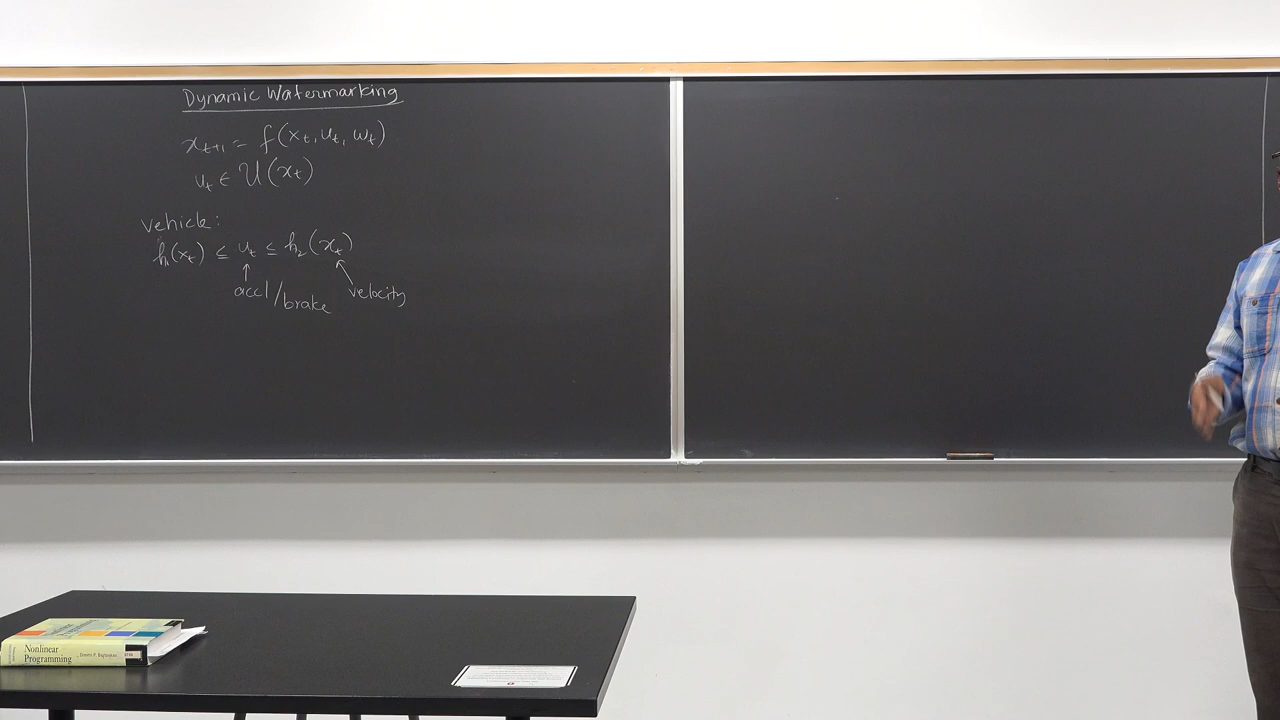 Dynamic Watermarking
x_{t+1} = f(x_t, u_t, w_t)
u_t ∈ U(x_t)
vehicle:
h_1(x_t) ≤ u_t ≤ h_2(x_t)
accl/brake velocity
Nonlinear
Programming